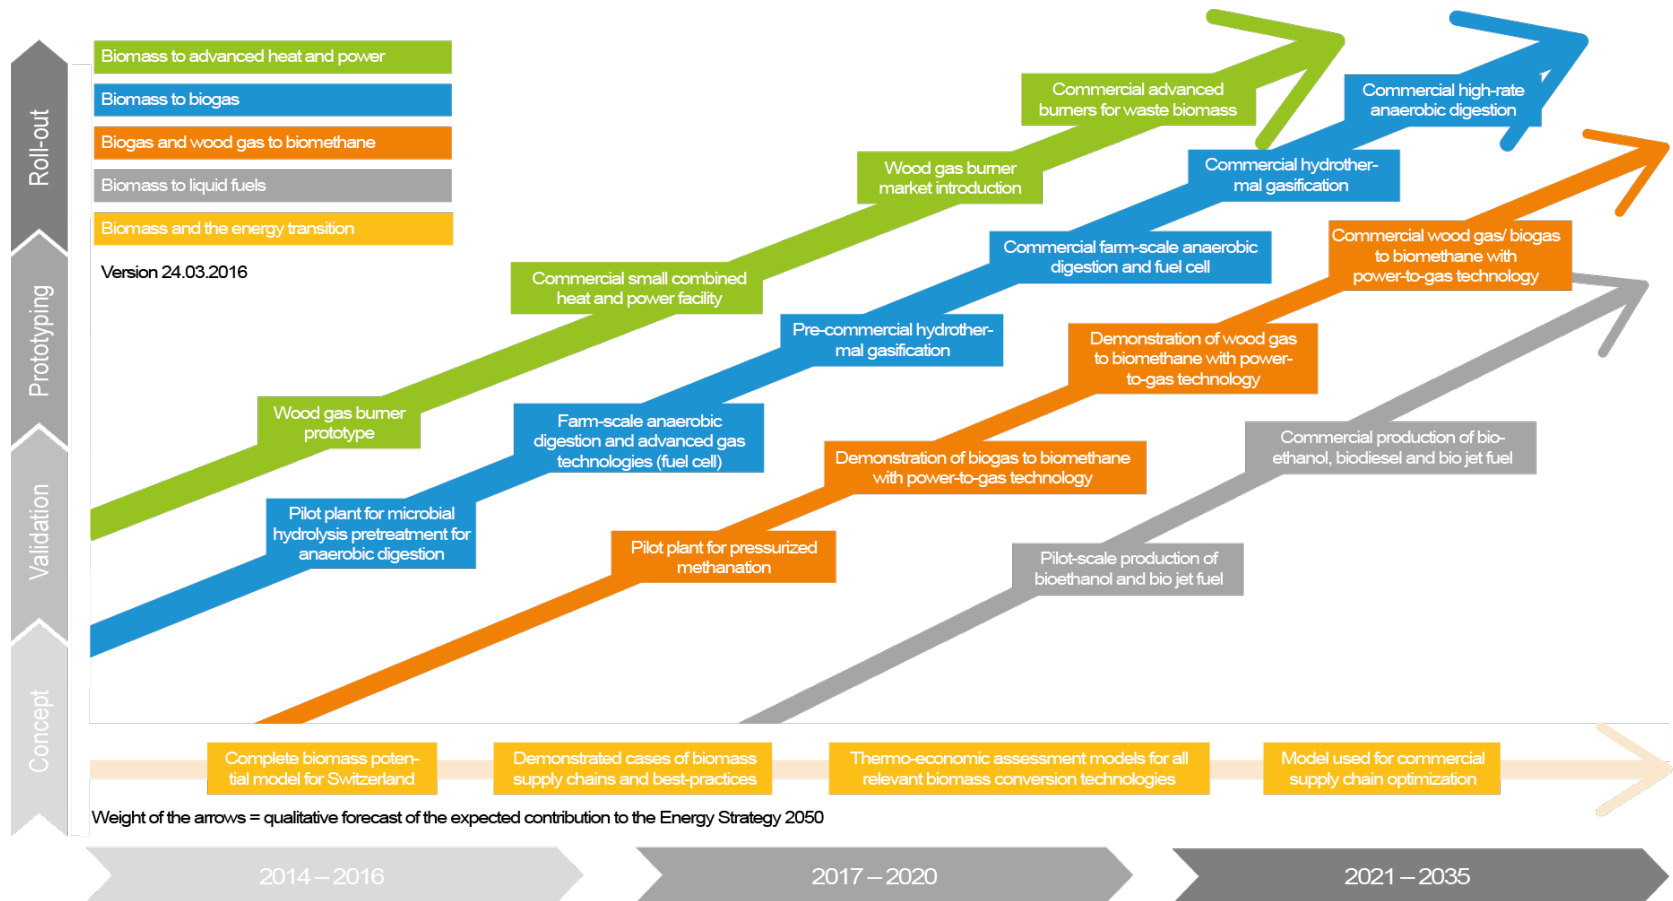 Biomass to advanced heat and power
Biomass to biogas
Biogas and wood gas to biomethane
Biomass to liquid fuels
Biomass and the energy transition
Version 24.03.2016
Roll-out
Prototyping
Validation
Concept
Commercial advanced
burners for waste biomass
Wood gas burner
market introduction
Commercial small combined
heat and power facility
Wood gas burner
prototype
Commercial high-rate
anaerobic digestion
Commercial hydrother-
mal gasification
Commercial farm-scale anaerobic
digestion and fuel cell
Pre-commercial hydrother-
mal gasification
Farm-scale anaerobic
digestion and advanced gas
technologies (fuel cell)
Pilot plant for microbial
hydrolysis pretreatment for
anaerobic digestion
Commercial wood gas/ biogas
to biomethane with
power-to-gas technology
Demonstration of wood gas
to biomethane with power-
to-gas technology
Demonstration of biogas to biomethane
with power-to-gas technology
Pilot plant for pressurized
methanation
Commercial production of bio-
ethanol, biodiesel and bio jet fuel
Pilot-scale production of
bioethanol and bio jet fuel
Complete biomass poten-
tial model for Switzerland
Demonstrated cases of biomass
supply chains and best-practices
Thermo-economic assessment models for all
relevant biomass conversion technologies
Model used for commercial
supply chain optimization
Weight of the arrows = qualitative forecast of the expected contribution to the Energy Strategy 2050
2014 – 2016
2017 – 2020
2021 – 2035